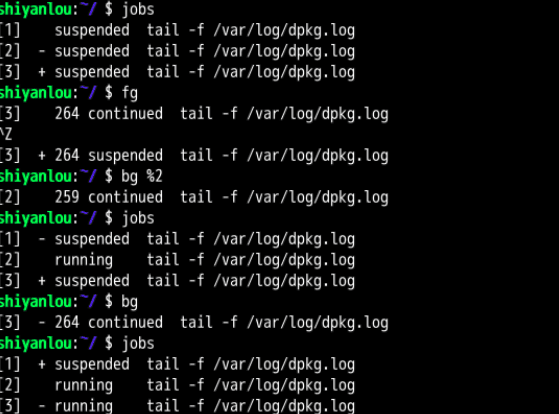 shiyanlou:~/ $ jobs
[1]    suspended  tail -f /var/log/dpkg.log
[2]  - suspended  tail -f /var/log/dpkg.log
[3]  + suspended  tail -f /var/log/dpkg.log
shiyanlou:~/ $ fg
[3]    264 continued  tail -f /var/log/dpkg.log
^Z
[3]  + 264 suspended  tail -f /var/log/dpkg.log
shiyanlou:~/ $ bg %2
[2]    259 continued  tail -f /var/log/dpkg.log
shiyanlou:~/ $ jobs
[1]  - suspended  tail -f /var/log/dpkg.log
[2]    running    tail -f /var/log/dpkg.log
[3]  + suspended  tail -f /var/log/dpkg.log
shiyanlou:~/ $ bg
[3]  - 264 continued  tail -f /var/log/dpkg.log
shiyanlou:~/ $ jobs
[1]  + suspended  tail -f /var/log/dpkg.log
[2]    running    tail -f /var/log/dpkg.log
[3]  - running    tail -f /var/log/dpkg.log